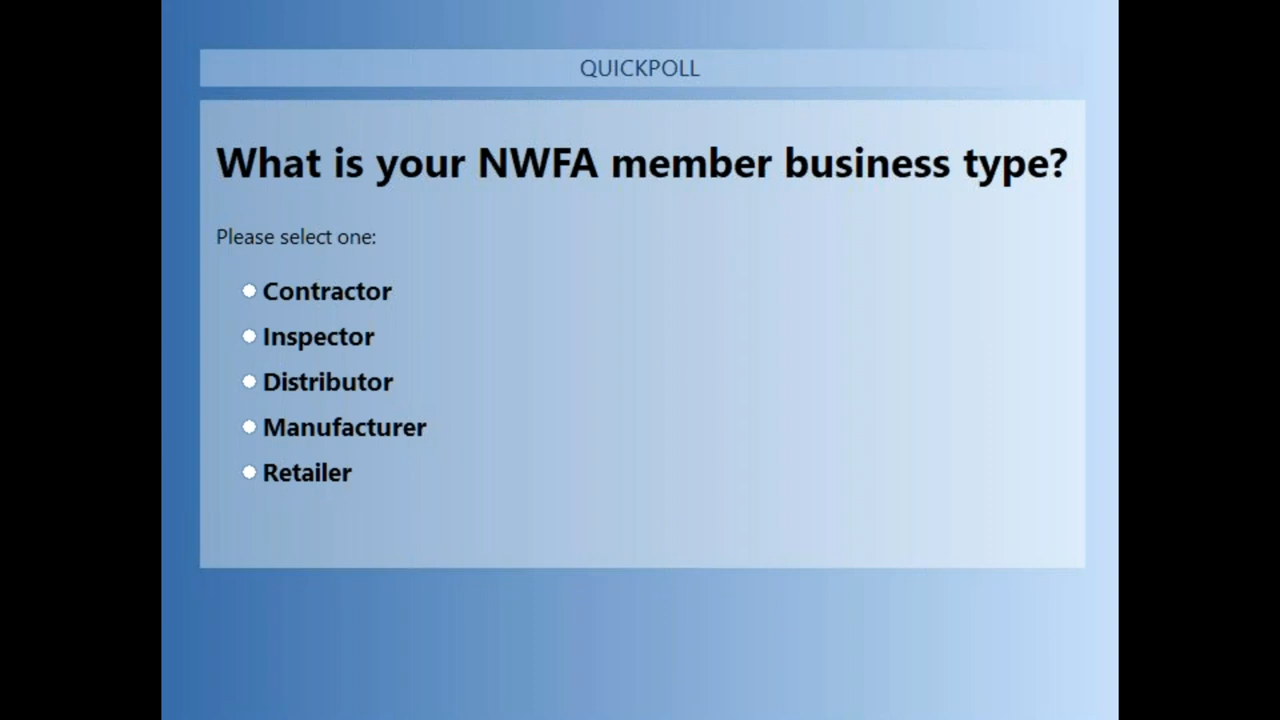 QUICKPOLL
What is your NWFA member business type?
Please select one:
Contractor
Inspector
Distributor
Manufacturer
Retailer